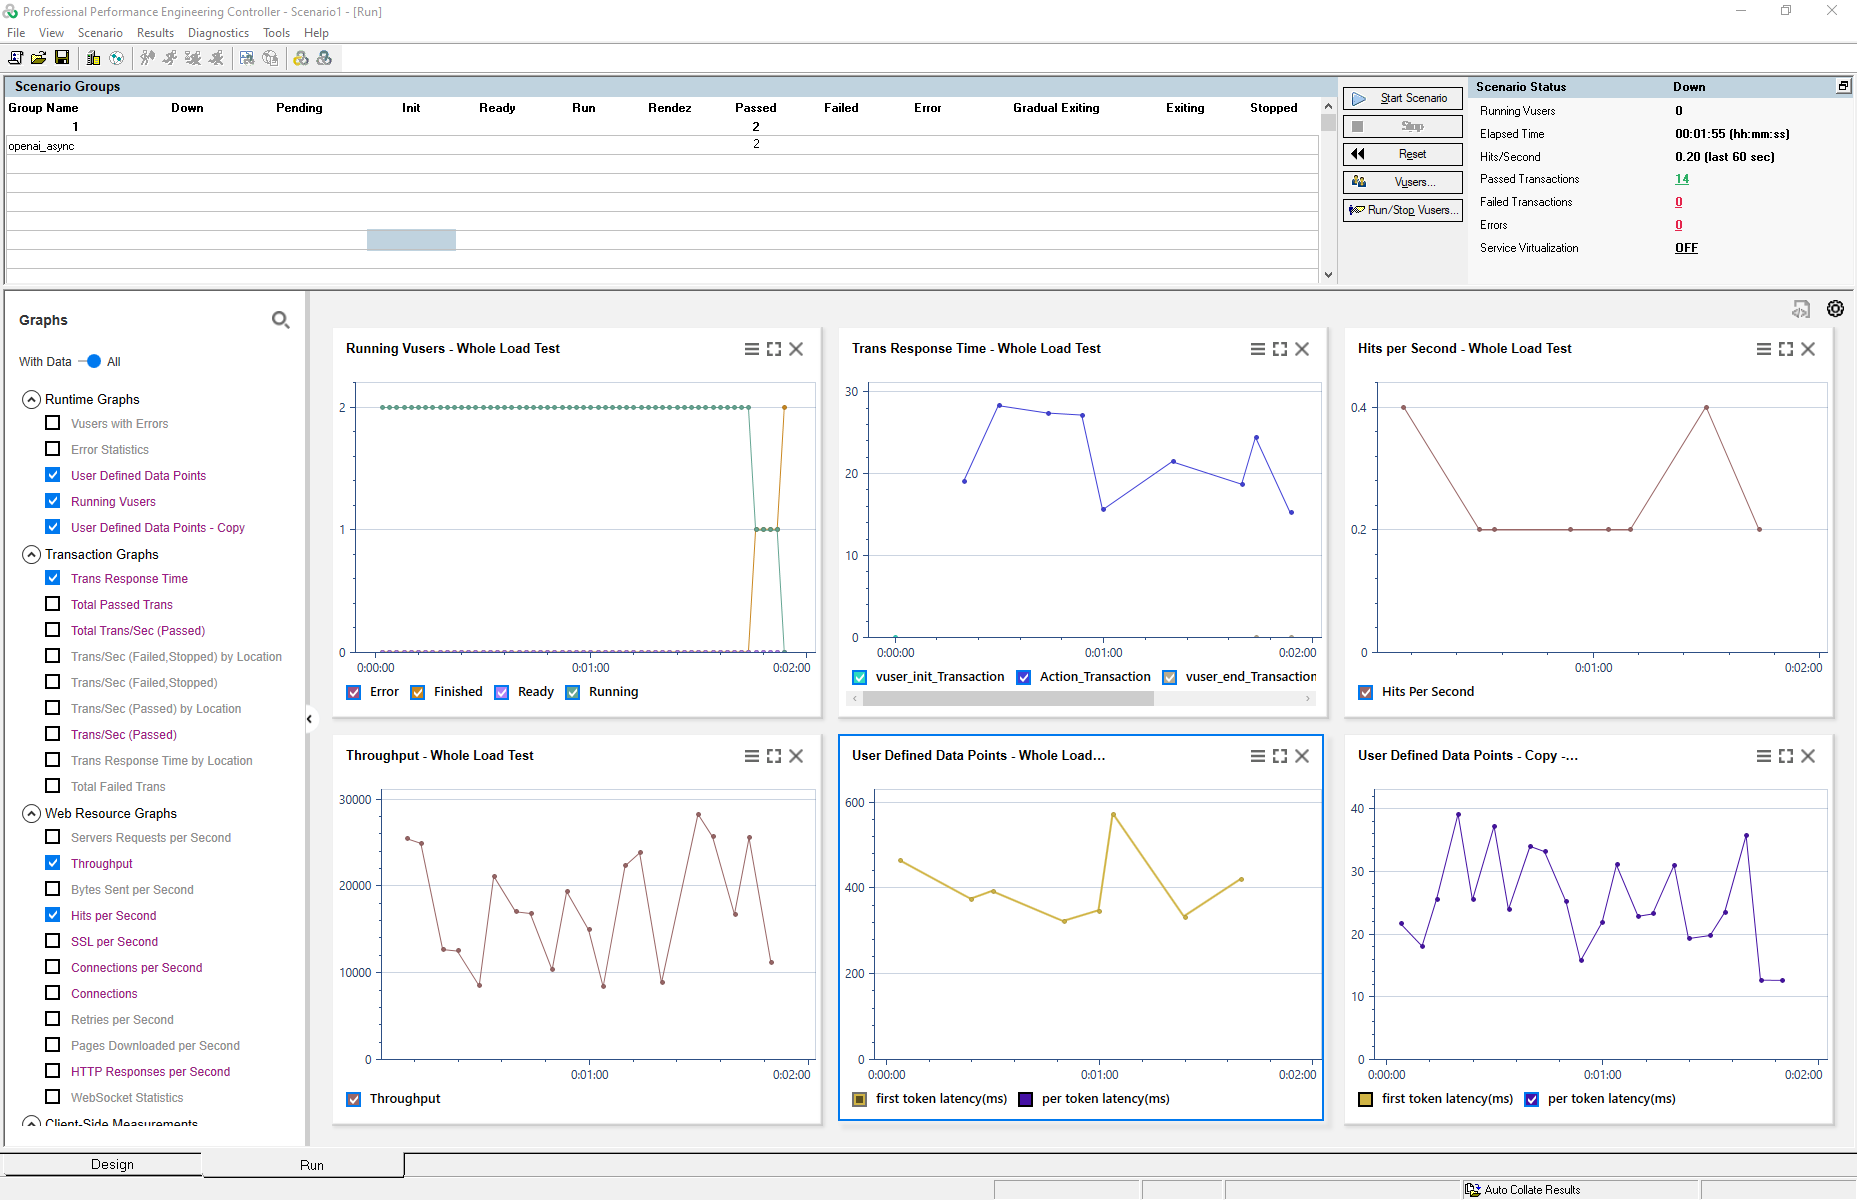 Professional Performance Engineering Controller - Scenario1 - [Run]
File View Scenario Results Diagnostics Tools Help
Scenario Groups
Group Name Down Pending Init Ready Run Rendez Passed Failed Error Gradual Exiting Exiting Stopped
1 2
openai_async 2
Start Scenario
Stop
Reset
Vusers...
Run/Stop Vusers...
Scenario Status Down
Running Vusers 0
Elapsed Time 00:01:55 (hh:mm:ss)
Hits/Second 0.20 (last 60 sec)
Passed Transactions 14
Failed Transactions 0
Errors 0
Service Virtualization OFF
Graphs
With Data All
Runtime Graphs
Vusers with Errors
Error Statistics
User Defined Data Points
Running Vusers
User Defined Data Points - Copy
Transaction Graphs
Trans Response Time
Total Passed Trans
Total Trans/Sec (Passed)
Trans/Sec (Failed,Stopped) by Location
Trans/Sec (Failed,Stopped)
Trans/Sec (Passed) by Location
Trans/Sec (Passed)
Trans Response Time by Location
Total Failed Trans
Web Resource Graphs
Servers Requests per Second
Throughput
Bytes Sent per Second
Hits per Second
SSL per Second
Connections per Second
Connections
Retries per Second
Pages Downloaded per Second
HTTP Responses per Second
WebSocket Statistics
Client-Side Measurements
Running Vusers - Whole Load Test
2
1
0
0:00:00 0:01:00 0:02:00
Error Finished Ready Running
Trans Response Time - Whole Load Test
30
20
10
0
0:00:00 0:01:00 0:02:00
vuser_init_Transaction Action_Transaction vuser_end_Transaction
Hits per Second - Whole Load Test
0.4
0.2
0
0:01:00 0:02:00
Hits Per Second
Throughput - Whole Load Test
30000
20000
10000
0
0:01:00 0:02:00
Throughput
User Defined Data Points - Whole Load...
600
400
200
0
0:00:00 0:01:00 0:02:00
first token latency(ms) per token latency(ms)
User Defined Data Points - Copy -...
40
30
20
10
0
0:00:00 0:01:00 0:02:00
first token latency(ms) per token latency(ms)
Design Run
Auto Collate Results